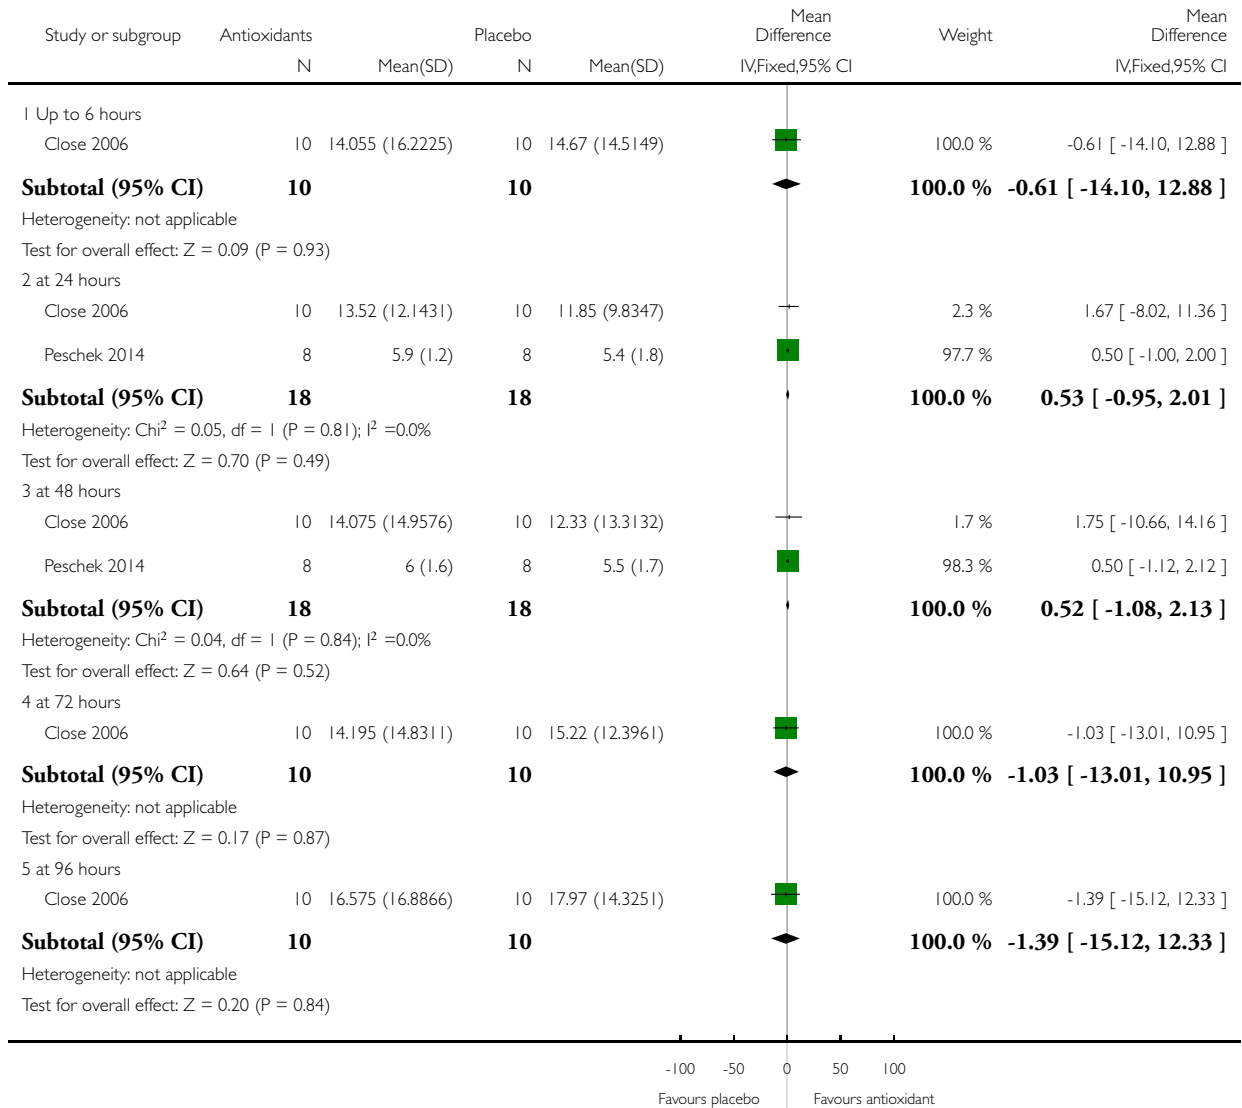 Study or subgroup Antioxidants Placebo Mean Difference Weight Mean Difference
N Mean(SD) N Mean(SD) IV,Fixed,95% CI IV,Fixed,95% CI
1 Up to 6 hours
Close 2006 10 14.055 (16.2225) 10 14.67 (14.5149) 100.0 % -0.61 [ -14.10, 12.88 ]
Subtotal (95% CI) 10 10 100.0 % -0.61 [ -14.10, 12.88 ]
Heterogeneity: not applicable
Test for overall effect: Z = 0.09 (P = 0.93)
2 at 24 hours
Close 2006 10 13.52 (12.1431) 10 11.85 (9.8347) 2.3 % 1.67 [ -8.02, 11.36 ]
Peschek 2014 8 5.9 (1.2) 8 5.4 (1.8) 97.7 % 0.50 [ -1.00, 2.00 ]
Subtotal (95% CI) 18 18 100.0 % 0.53 [ -0.95, 2.01 ]
Heterogeneity: Chi² = 0.05, df = 1 (P = 0.81); I² =0.0%
Test for overall effect: Z = 0.70 (P = 0.49)
3 at 48 hours
Close 2006 10 14.075 (14.9576) 10 12.33 (13.3132) 1.7 % 1.75 [ -10.66, 14.16 ]
Peschek 2014 8 6 (1.6) 8 5.5 (1.7) 98.3 % 0.50 [ -1.12, 2.12 ]
Subtotal (95% CI) 18 18 100.0 % 0.52 [ -1.08, 2.13 ]
Heterogeneity: Chi² = 0.04, df = 1 (P = 0.84); I² =0.0%
Test for overall effect: Z = 0.64 (P = 0.52)
4 at 72 hours
Close 2006 10 14.195 (14.8311) 10 15.22 (12.3961) 100.0 % -1.03 [ -13.01, 10.95 ]
Subtotal (95% CI) 10 10 100.0 % -1.03 [ -13.01, 10.95 ]
Heterogeneity: not applicable
Test for overall effect: Z = 0.17 (P = 0.87)
5 at 96 hours
Close 2006 10 16.575 (16.8866) 10 17.97 (14.3251) 100.0 % -1.39 [ -15.12, 12.33 ]
Subtotal (95% CI) 10 10 100.0 % -1.39 [ -15.12, 12.33 ]
Heterogeneity: not applicable
Test for overall effect: Z = 0.20 (P = 0.84)
-100 -50 0 50 100
Favours placebo Favours antioxidant